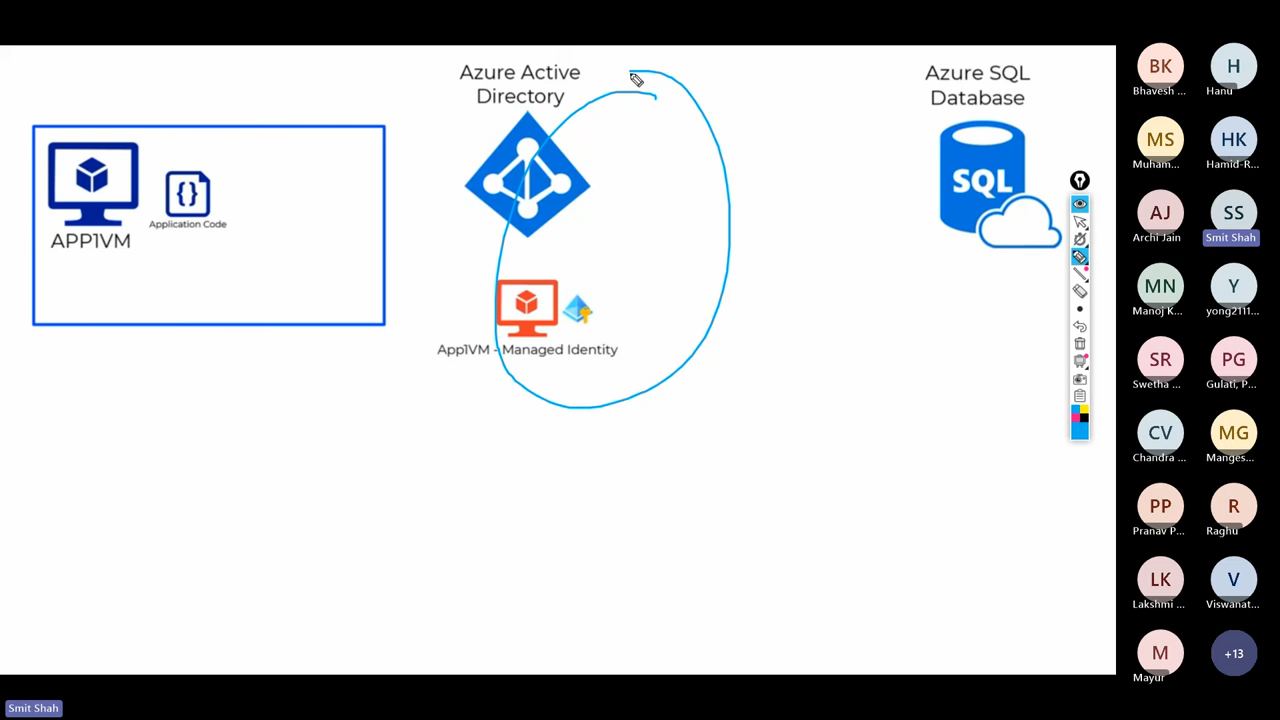 Azure Active
Directory
Azure SQL
Database
APP1VM
Application Code
SQL
App1VM - Managed Identity
BK
Bhavesh ...
H
Hanu
MS
Muham...
HK
Hamid-R...
AJ
Archi Jain
SS
Smit Shah
MN
Manoj K...
Y
yong2111...
SR
Swetha ...
PG
Gulati, P...
CV
Chandra ...
MG
Manges...
PP
Pranav P...
R
Raghu
LK
Lakshmi ...
V
Viswanat...
M
Mayur
+13
Smit Shah